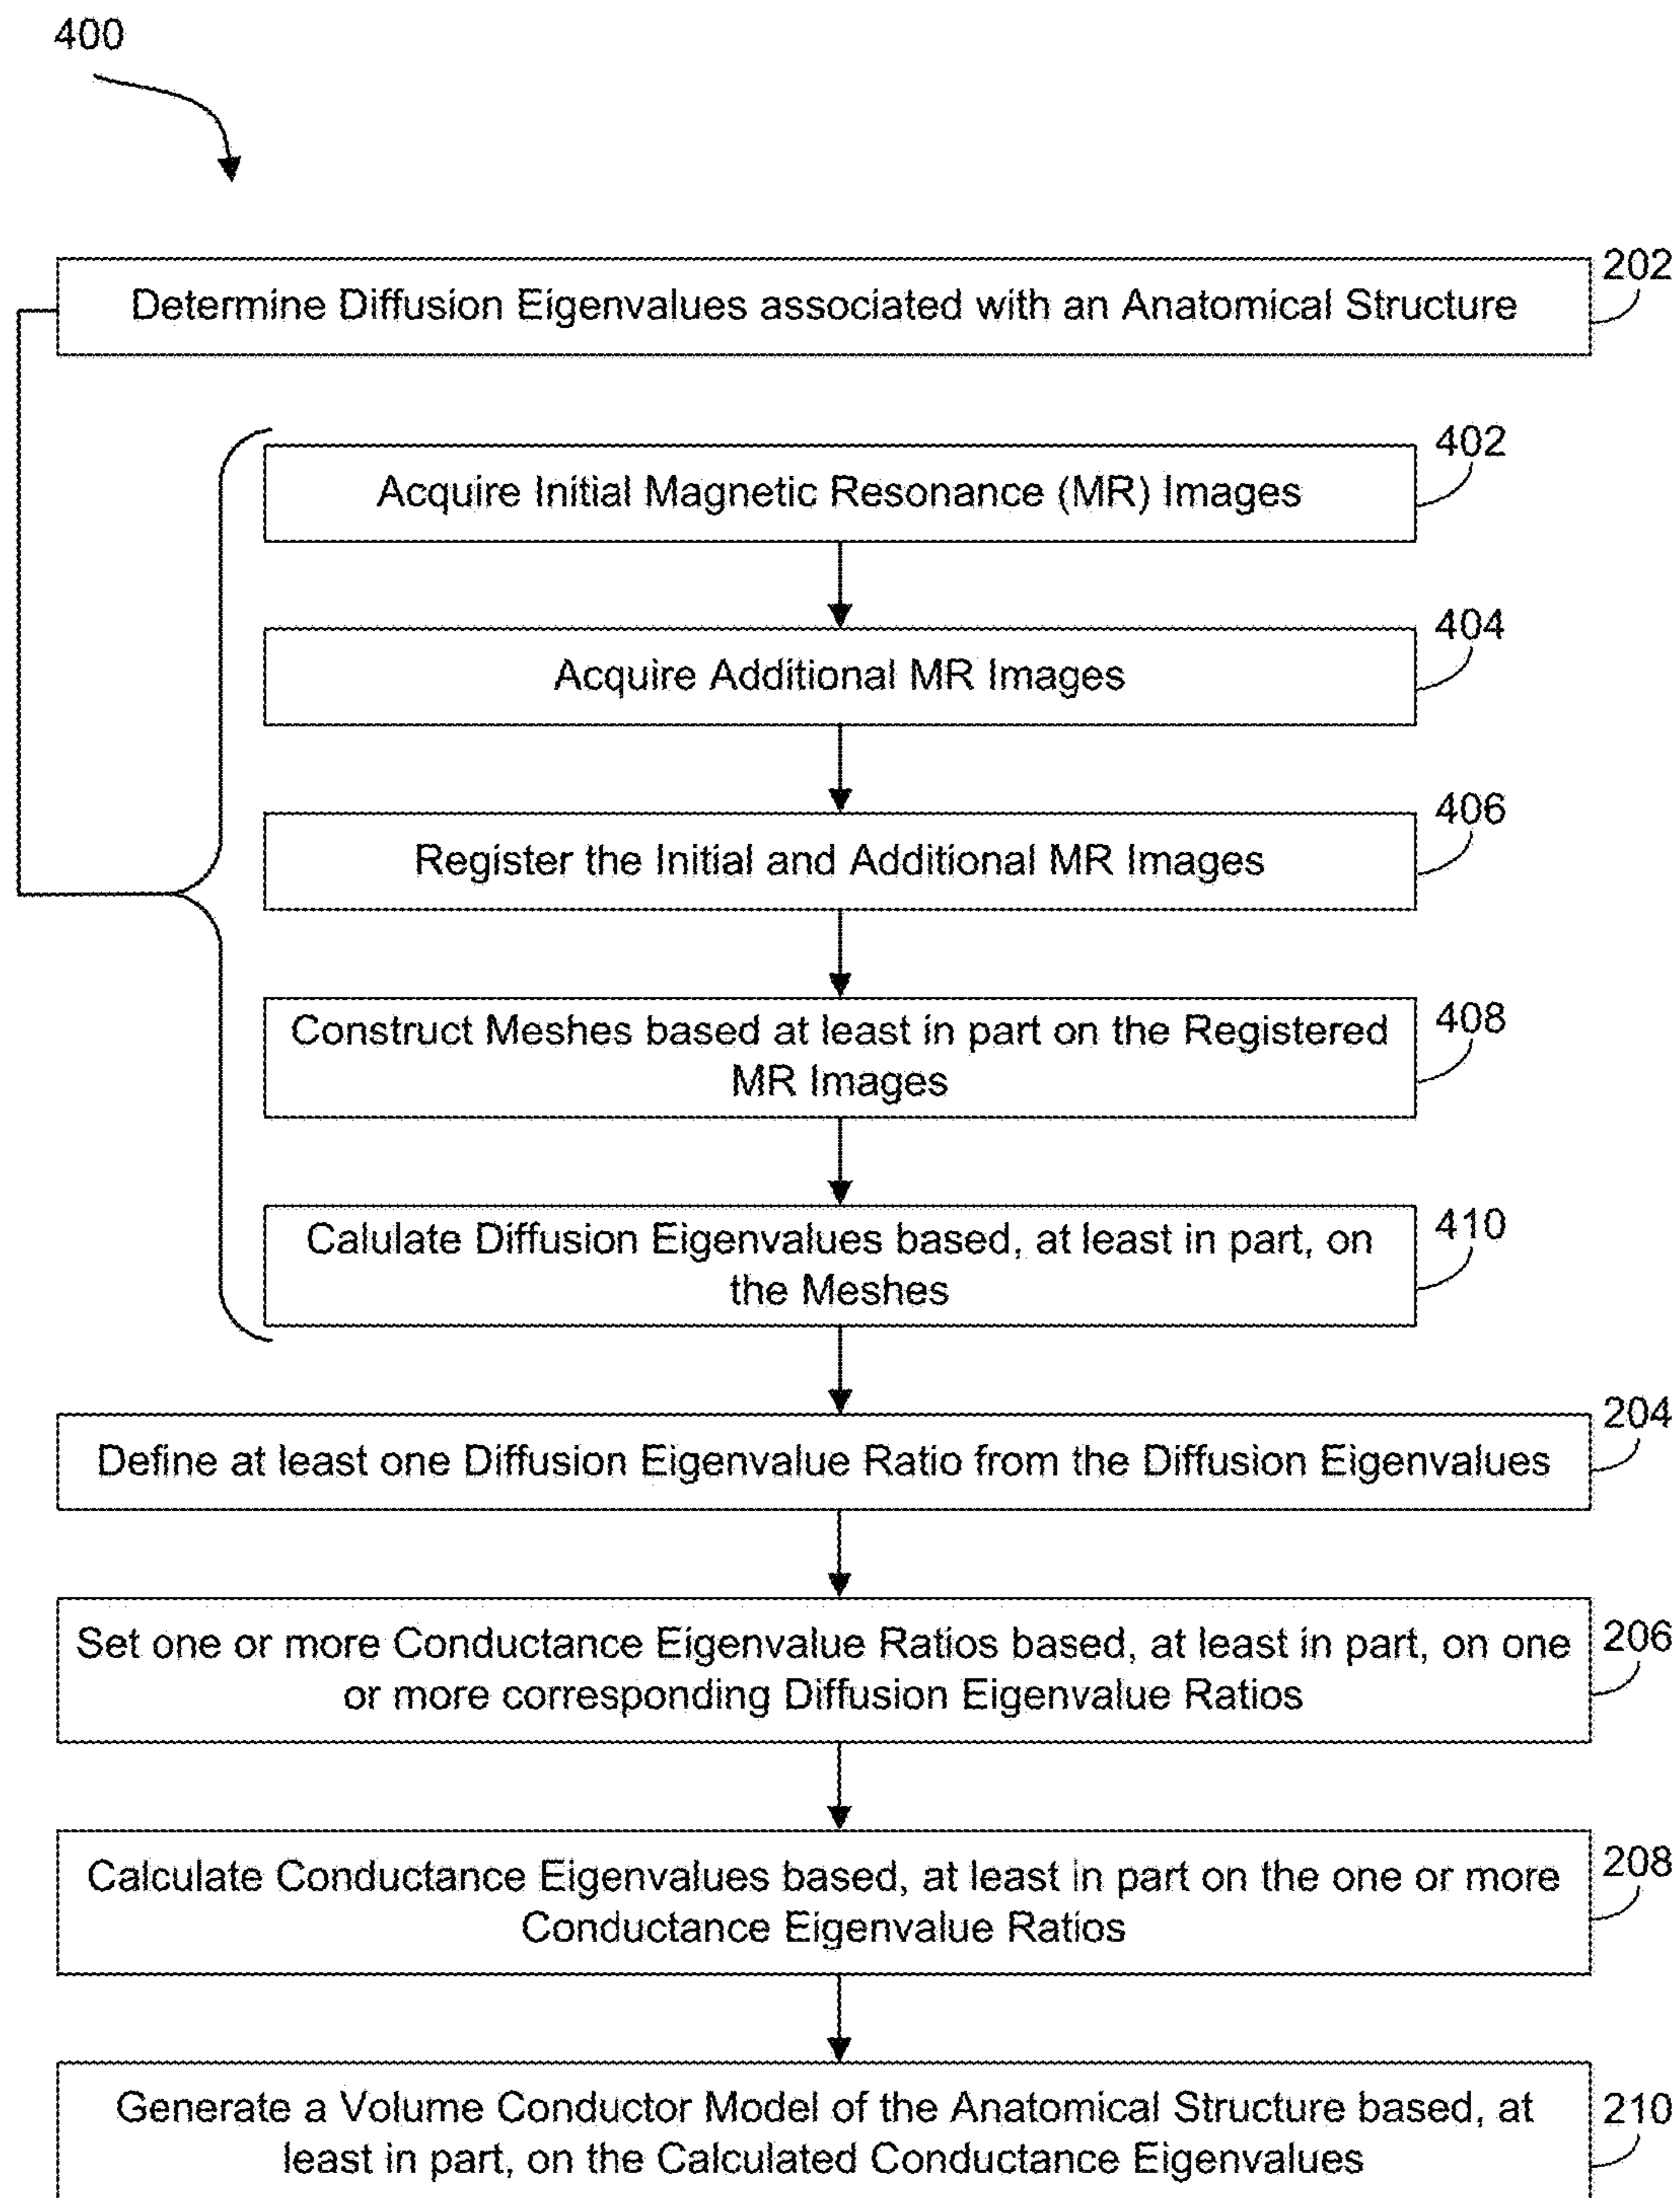 400
202
Determine Diffusion Eigenvalues associated with an Anatomical Structure
402
Acquire Initial Magnetic Resonance (MR) Images
404
Acquire Additional MR Images
406
Register the Initial and Additional MR Images
408
Construct Meshes based at least in part on the Registered
MR Images
410
Calulate Diffusion Eigenvalues based, at least in part, on
the Meshes
204
Define at least one Diffusion Eigenvalue Ratio from the Diffusion Eigenvalues
206
Set one or more Conductance Eigenvalue Ratios based, at least in part, on one
or more corresponding Diffusion Eigenvalue Ratios
208
Calculate Conductance Eigenvalues based, at least in part on the one or more
Conductance Eigenvalue Ratios
210
Generate a Volume Conductor Model of the Anatomical Structure based, at
least in part, on the Calculated Conductance Eigenvalues